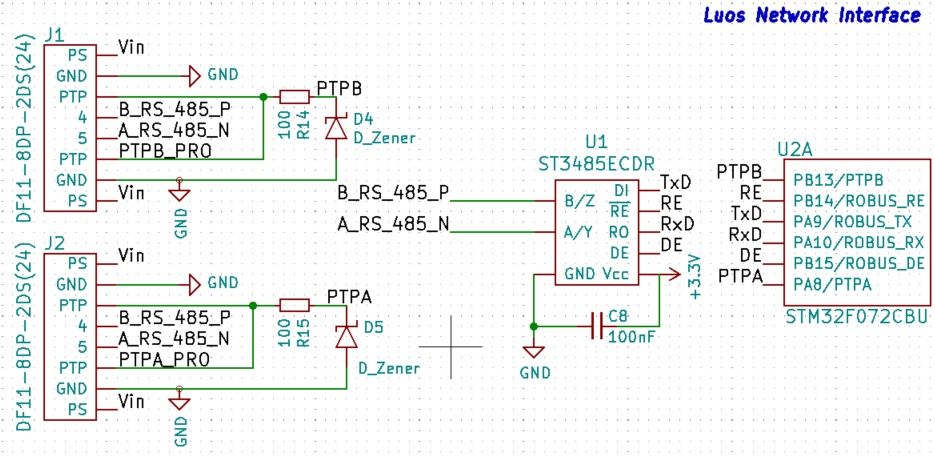 Luos Network Interface
J1
DF11-8DP-2DS(24)
PS Vin
GND GND
PTP
4 B_RS_485_P
5 A_RS_485_N
PTP PTPB_PRO
GND
PS Vin
GND
100
R14
PTPB
D4
D_Zener
J2
DF11-8DP-2DS(24)
PS Vin
GND GND
PTP
4 B_RS_485_P
5 A_RS_485_N
PTP PTPA_PRO
GND
PS Vin
GND
100
R15
PTPA
D5
D_Zener
U1
ST3485ECDR
B_RS_485_P B/Z DI TxD
RE RE
A_RS_485_N A/Y RO RxD
DE DE
GND Vcc +3.3V
C8
100nF
GND
U2A
PTPB PB13/PTPB
RE PB14/ROBUS_RE
TxD PA9/ROBUS_TX
RxD PA10/ROBUS_RX
DE PB15/ROBUS_DE
PTPA PA8/PTPA
STM32F072CBU